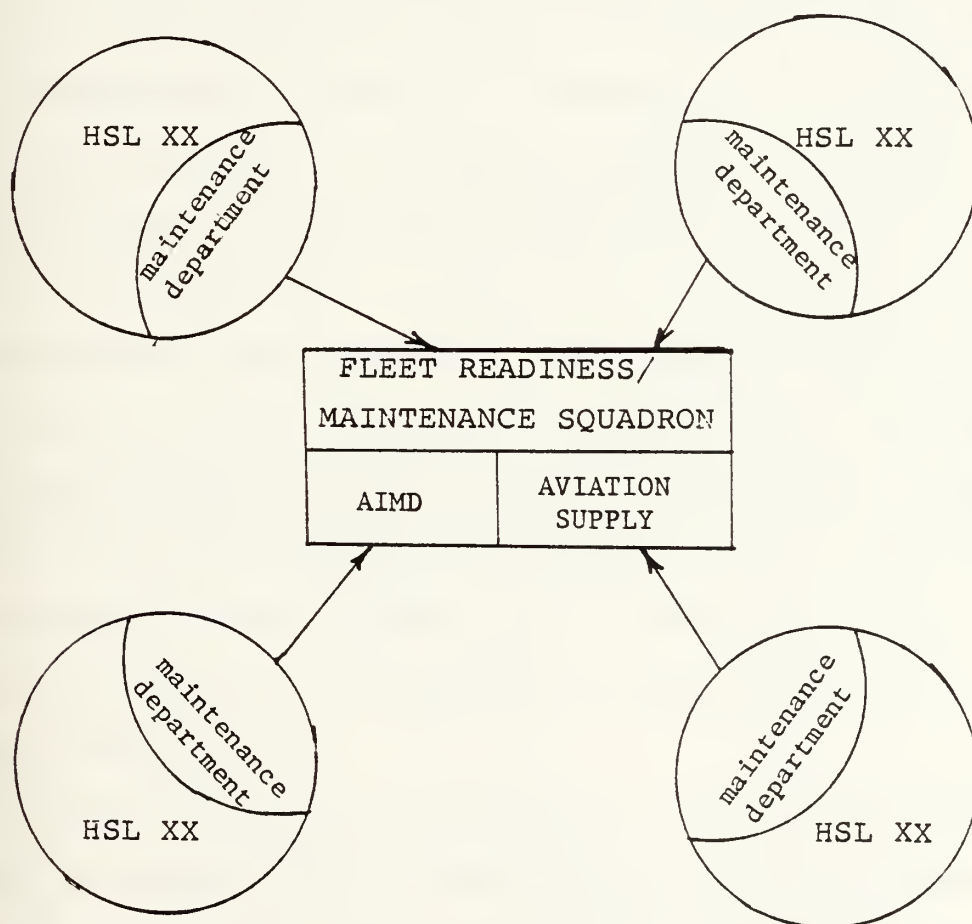 HSL XX
maintenance
department
HSL XX
maintenance
department
FLEET READINESS/
MAINTENANCE SQUADRON
AIMD
AVIATION
SUPPLY
maintenance
department
HSL XX
maintenance
department
HSL XX